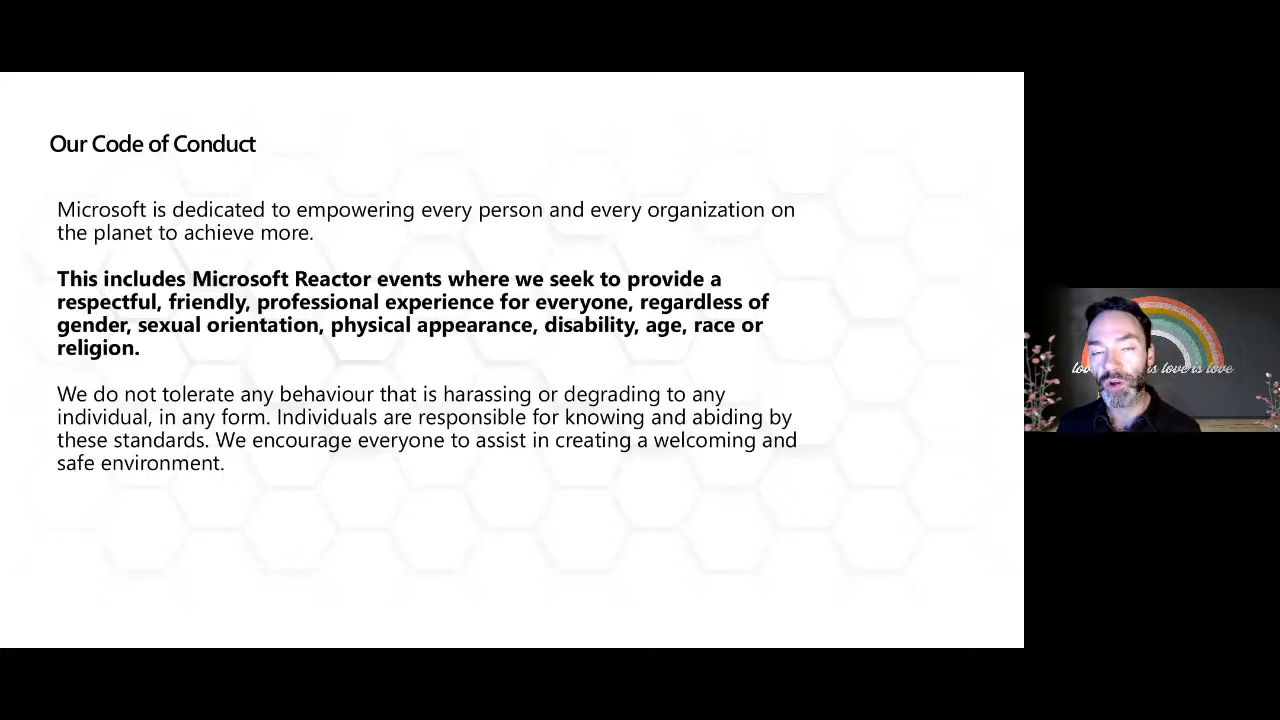 Our Code of Conduct
Microsoft is dedicated to empowering every person and every organization on
the planet to achieve more.
This includes Microsoft Reactor events where we seek to provide a
respectful, friendly, professional experience for everyone, regardless of
gender, sexual orientation, physical appearance, disability, age, race or
religion.
We do not tolerate any behaviour that is harassing or degrading to any
individual, in any form. Individuals are responsible for knowing and abiding by
these standards. We encourage everyone to assist in creating a welcoming and
safe environment.
is love is love